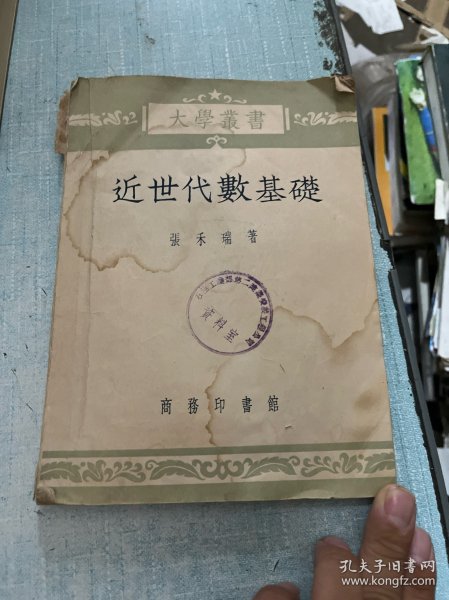 大學叢書
近世代數基礎
張禾瑞著
資料室
商務印書館
孔夫子旧书网
www.kongfz.com